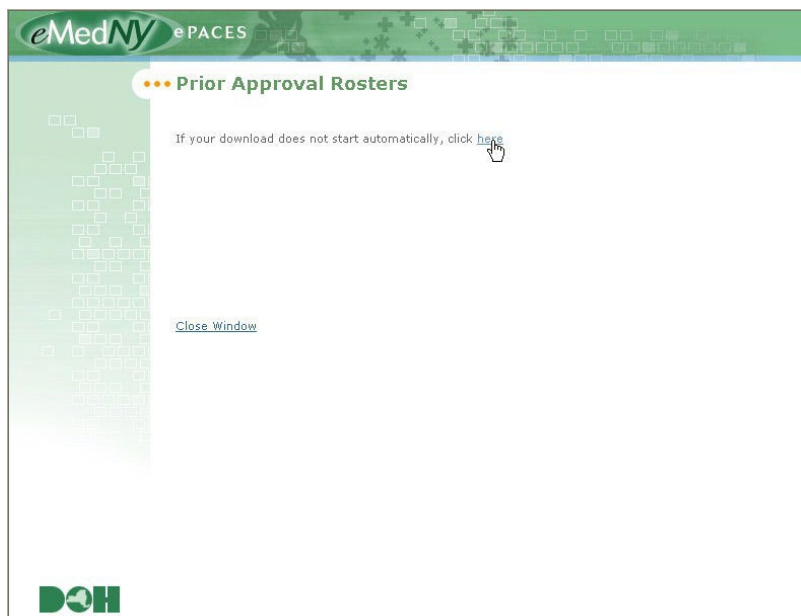 eMedNY ePACES
Prior Approval Rosters
If your download does not start automatically, click here
Close Window
DOH